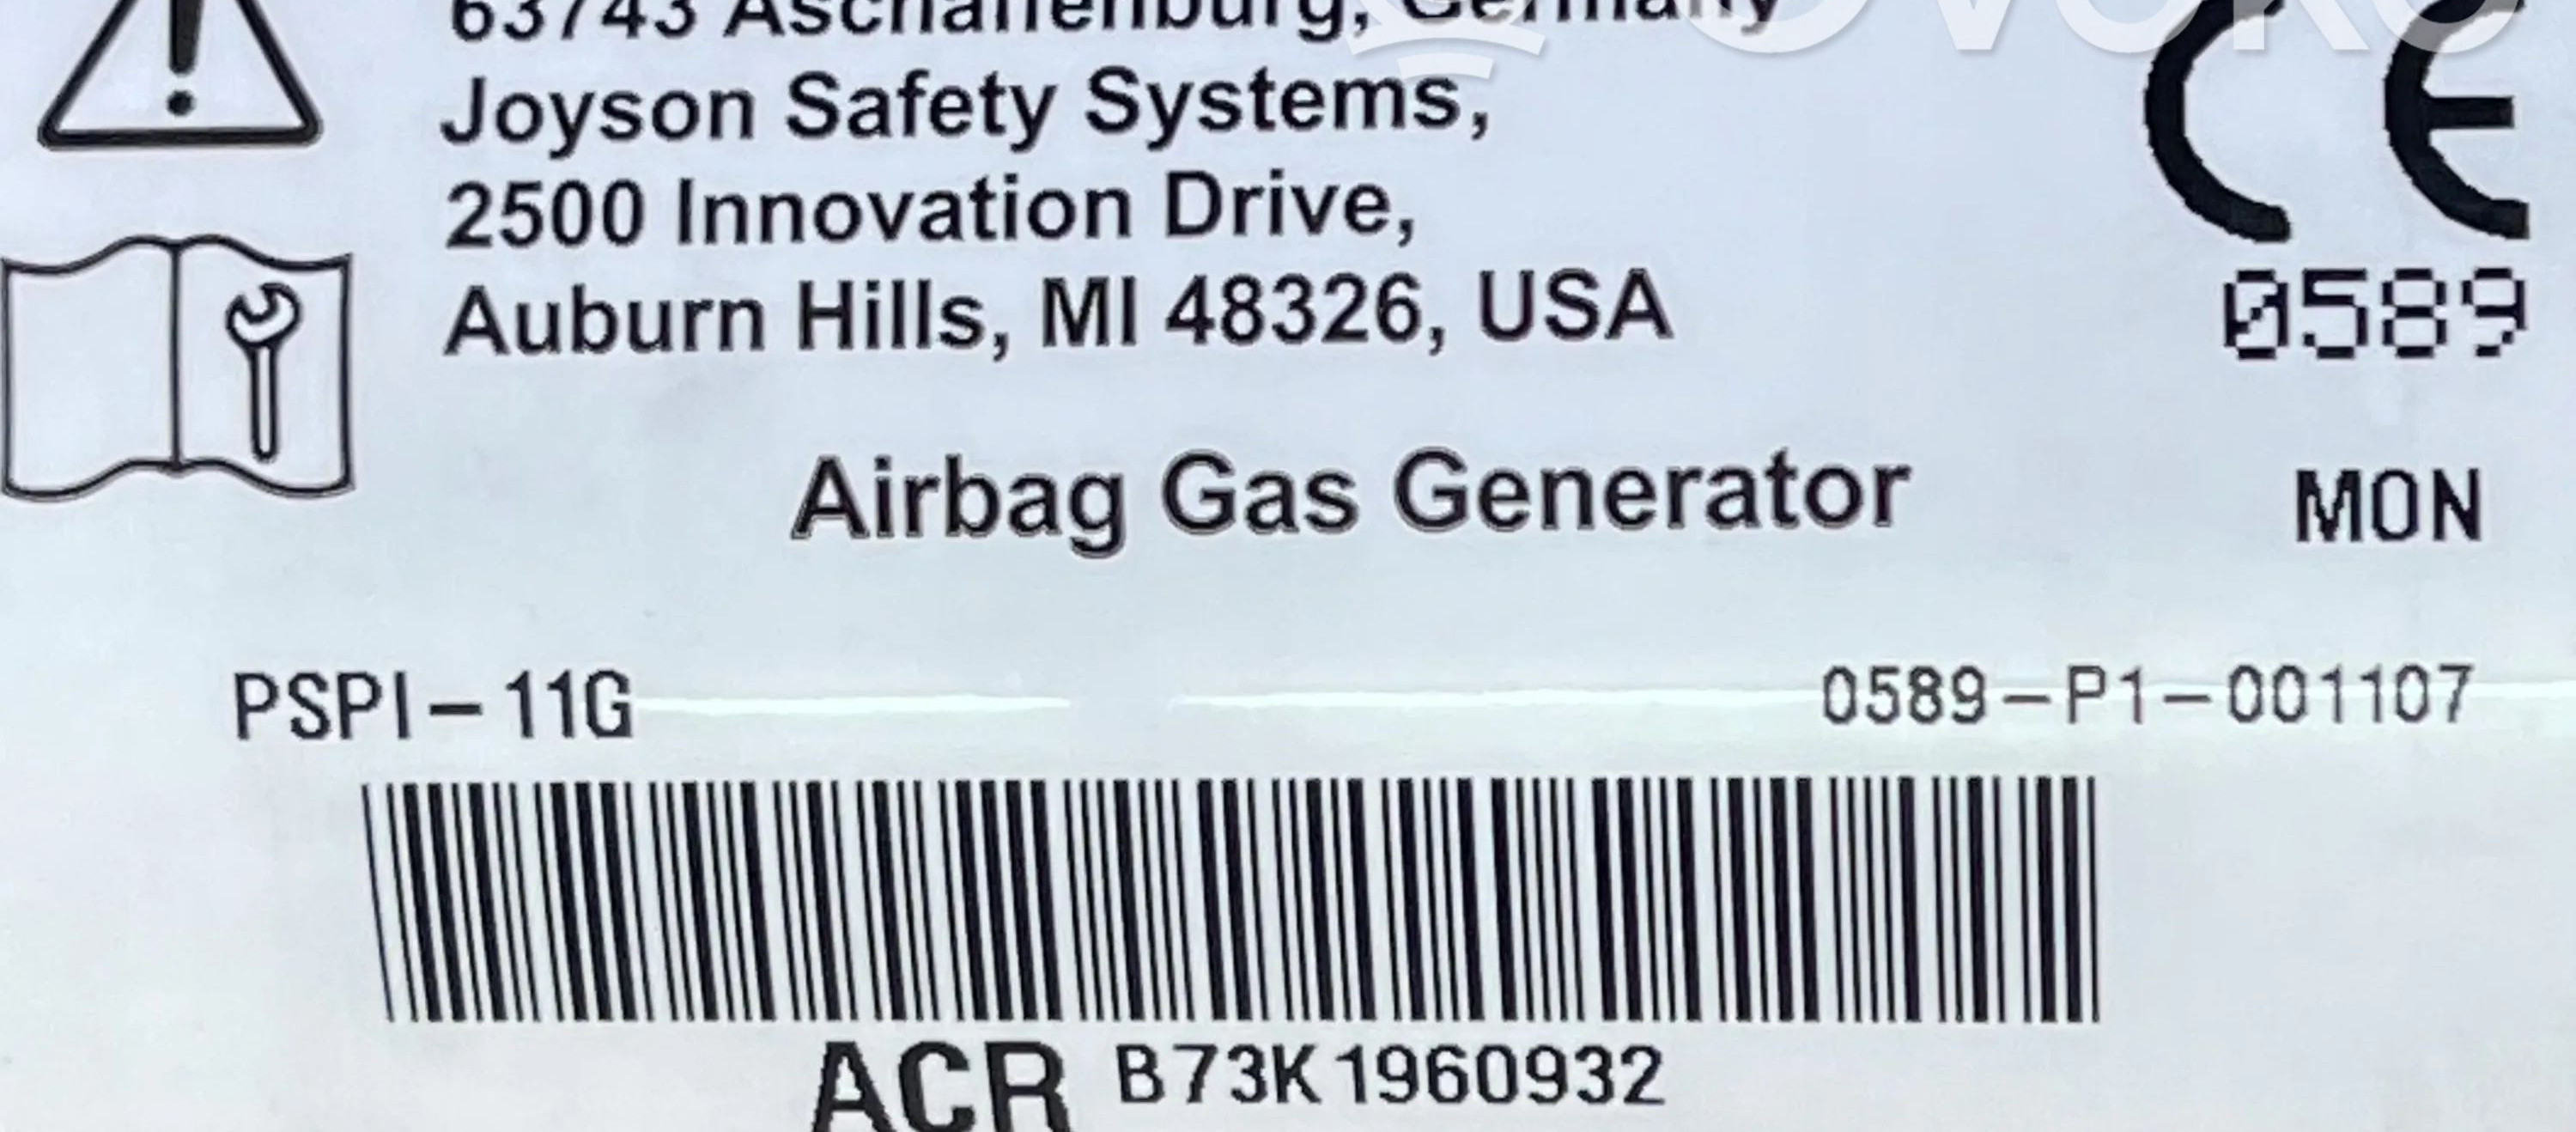 63743 Aschaffenburg, Germany
OVOKO
Joyson Safety Systems,
2500 Innovation Drive,
Auburn Hills, MI 48326, USA
CE
0589
Airbag Gas Generator
MON
PSPI-11G
0589-P1-001107
ACR B73K1960932